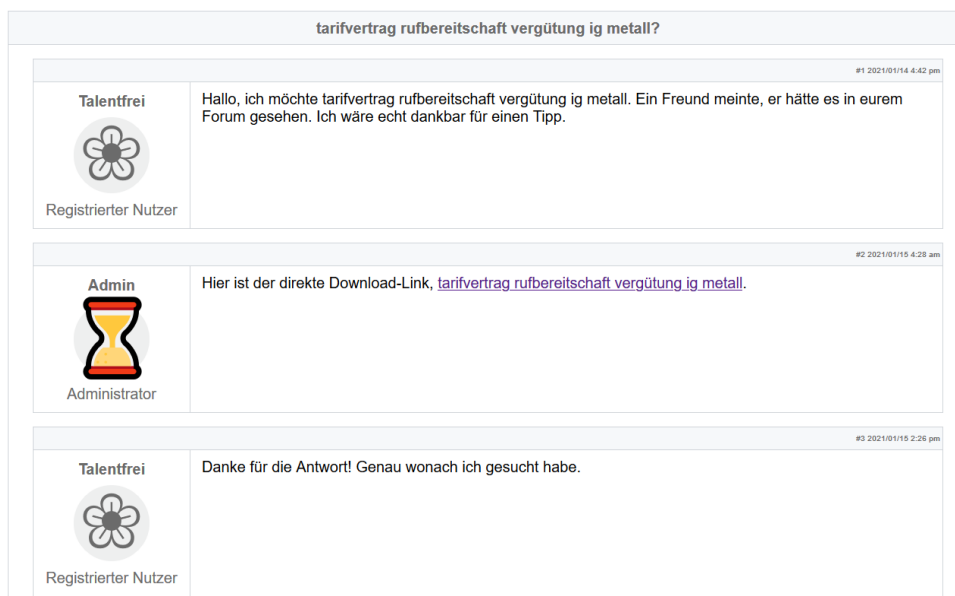 tarifvertrag rufbereitschaft vergütung ig metall?
#1 2021/01/14 4:42 pm
Talentfrei
Registrierter Nutzer
Hallo, ich möchte tarifvertrag rufbereitschaft vergütung ig metall. Ein Freund meinte, er hätte es in eurem
Forum gesehen. Ich wäre echt dankbar für einen Tipp.
#2 2021/01/15 4:28 am
Admin
Administrator
Hier ist der direkte Download-Link, tarifvertrag rufbereitschaft vergütung ig metall.
#3 2021/01/15 2:26 pm
Talentfrei
Registrierter Nutzer
Danke für die Antwort! Genau wonach ich gesucht habe.